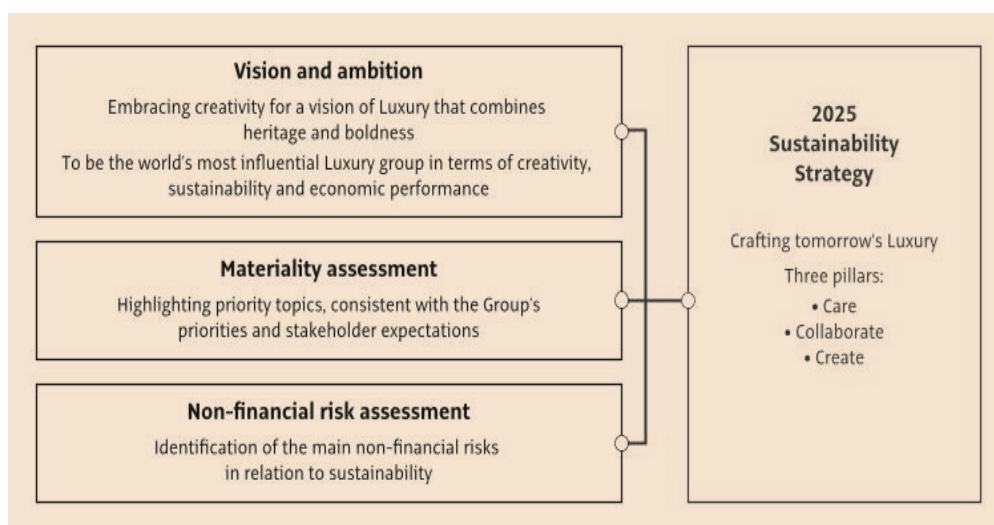 Vision and ambition
Embracing creativity for a vision of Luxury that combines
heritage and boldness
To be the world's most influential Luxury group in terms of creativity,
sustainability and economic performance
Materiality assessment
Highlighting priority topics, consistent with the Group's
priorities and stakeholder expectations
Non-financial risk assessment
Identification of the main non-financial risks
in relation to sustainability
2025
Sustainability
Strategy
Crafting tomorrow's Luxury
Three pillars:
• Care
• Collaborate
• Create